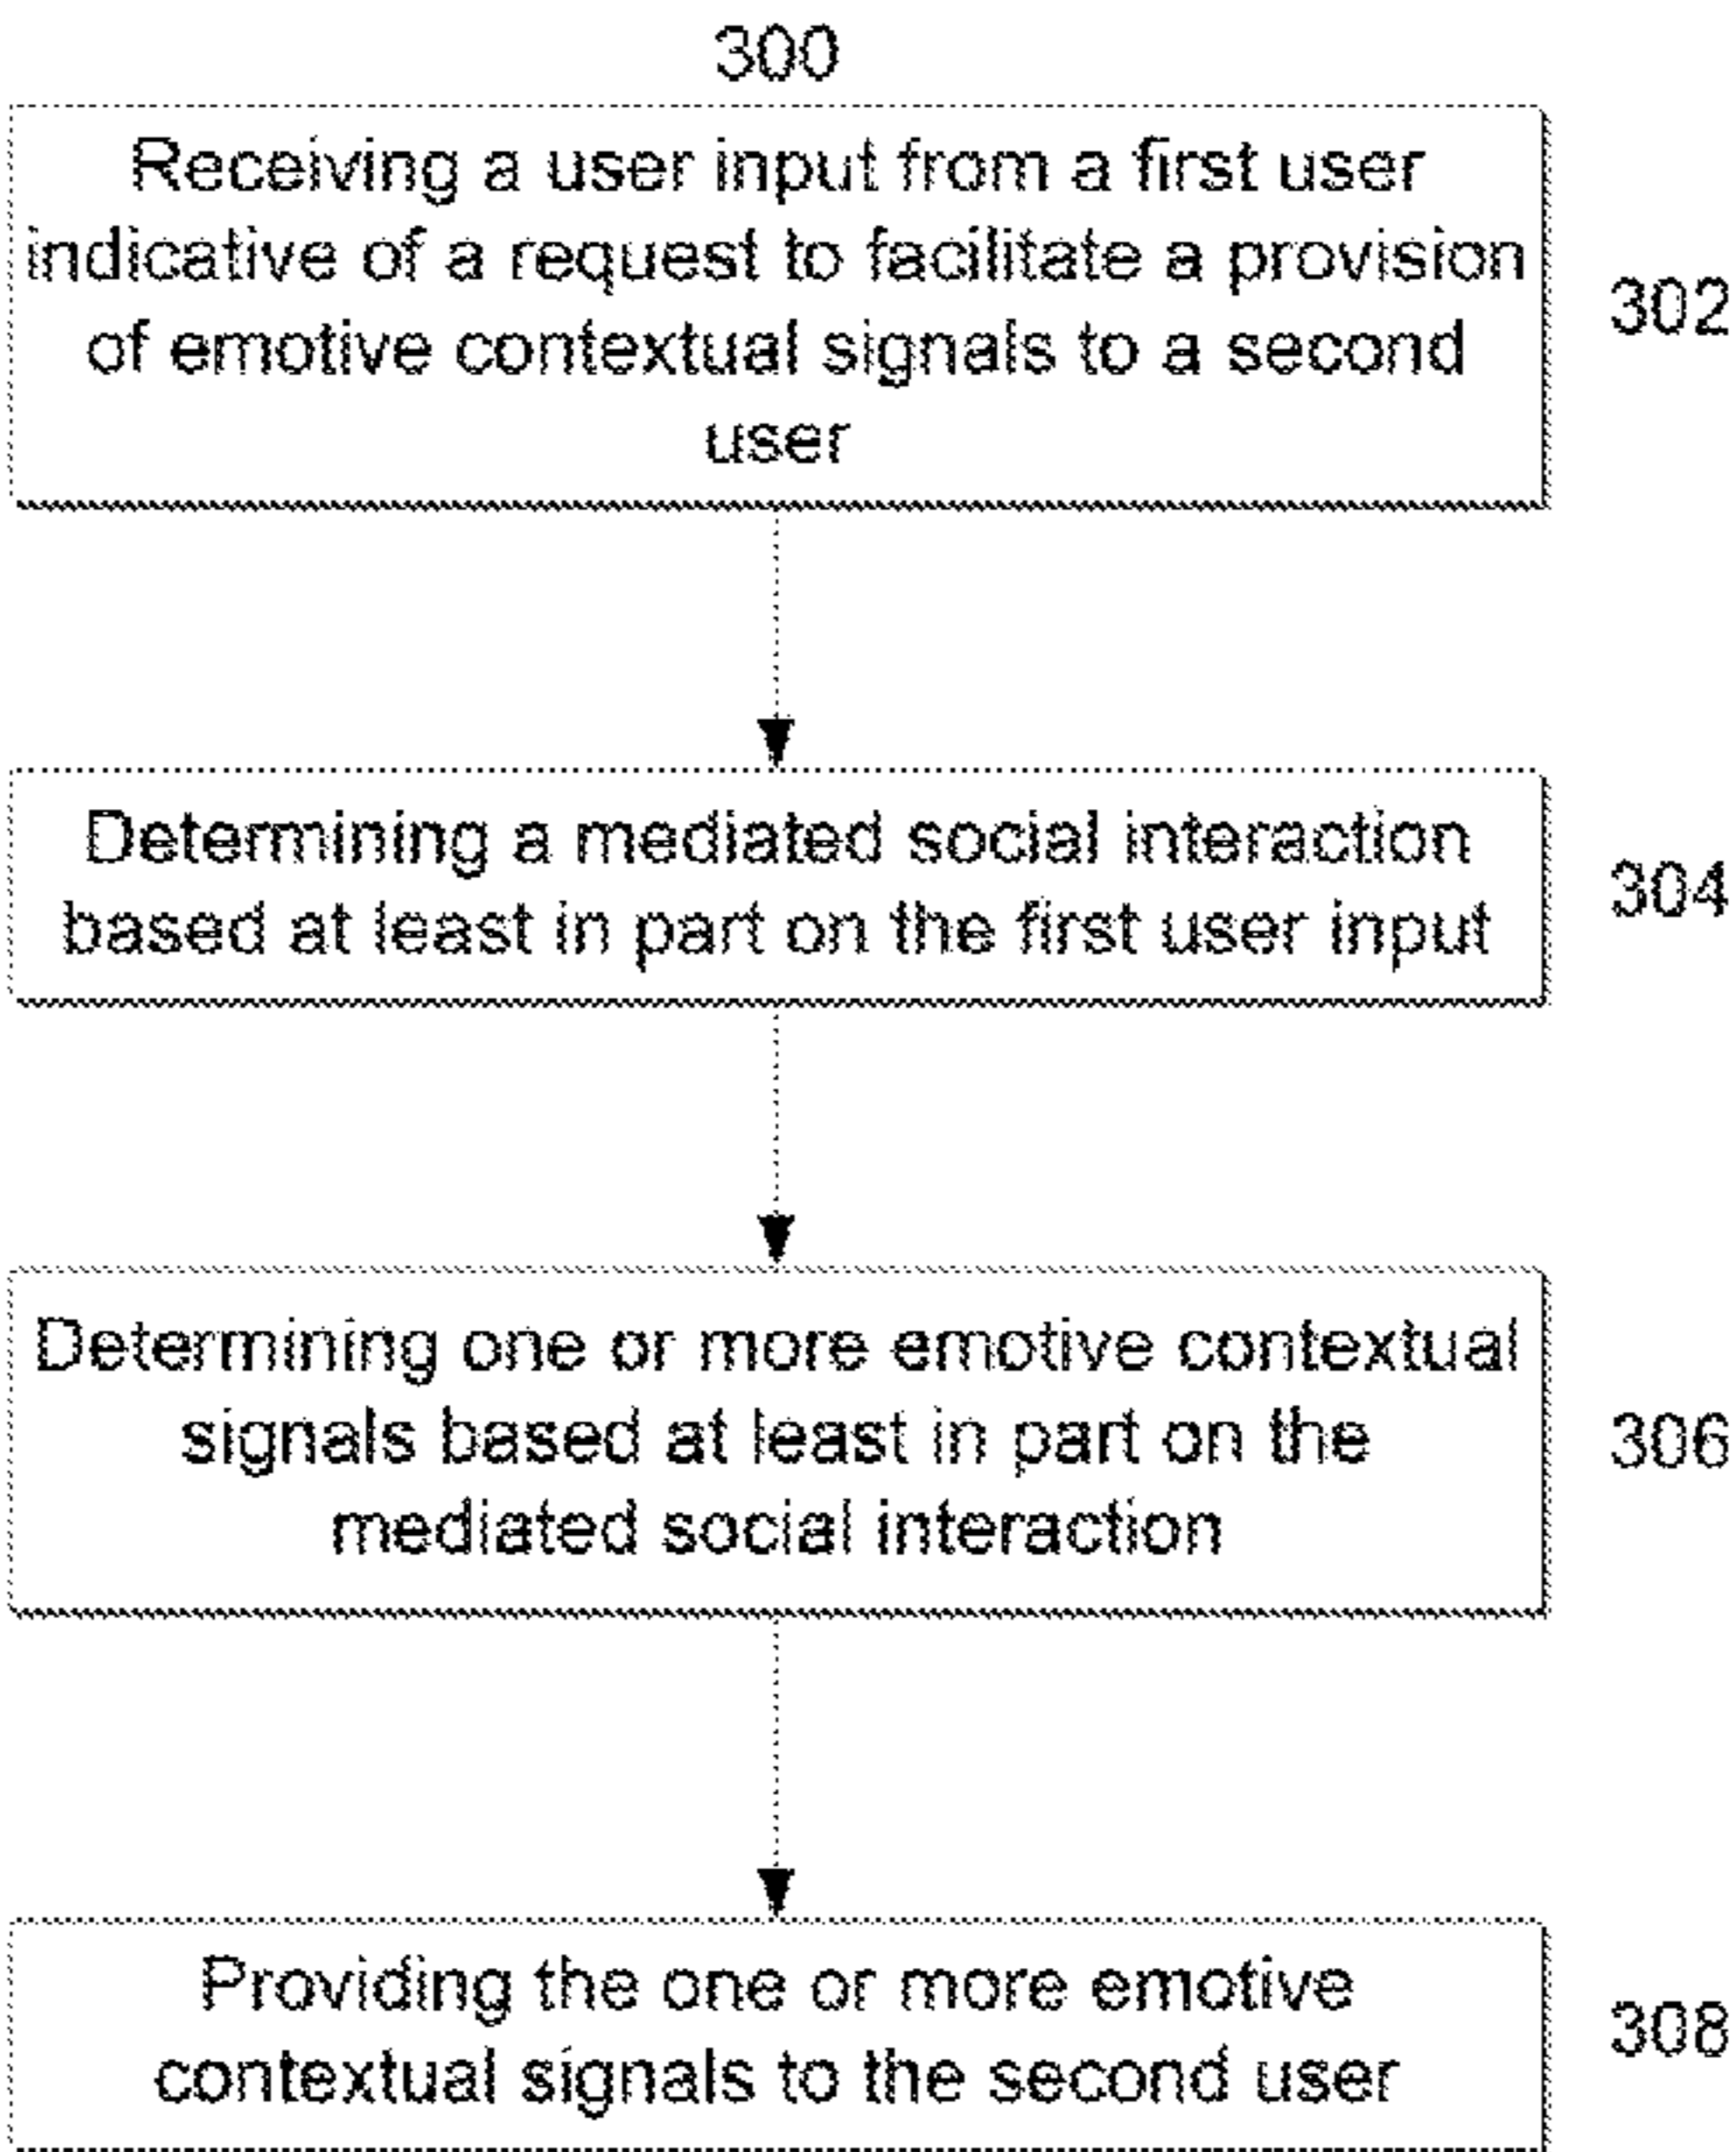 300
Receiving a user input from a first user
indicative of a request to facilitate a provision
of emotive contextual signals to a second
user
302
Determining a mediated social interaction
based at least in part on the first user input
304
Determining one or more emotive contextual
signals based at least in part on the
mediated social interaction
306
Providing the one or more emotive
contextual signals to the second user
308